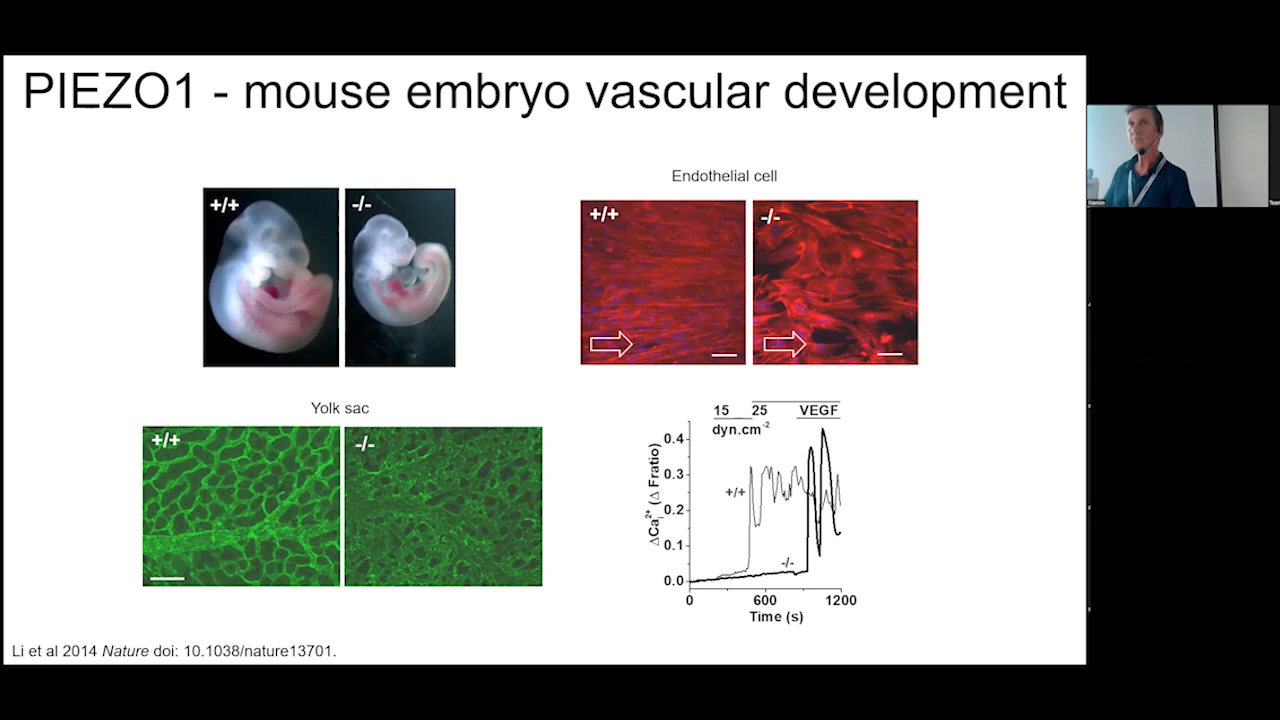 PIEZO1 - mouse embryo vascular development
+/+
-/-
Endothelial cell
+/+
-/-
Yolk sac
+/+
-/-
15 25 VEGF
dyn.cm-2
ΔCai2+ (Δ Fratio)
0.4
0.3
0.2
0.1
0.0
+/+
-/-
0 600 1200
Time (s)
Li et al 2014 Nature doi: 10.1038/nature13701.